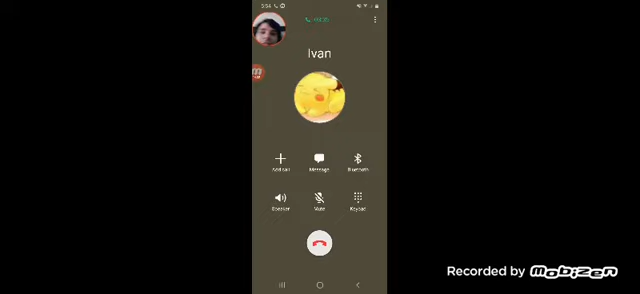 Ivan
Add call Message Bluetooth
Speaker Mute Keypad
Recorded by mobizen